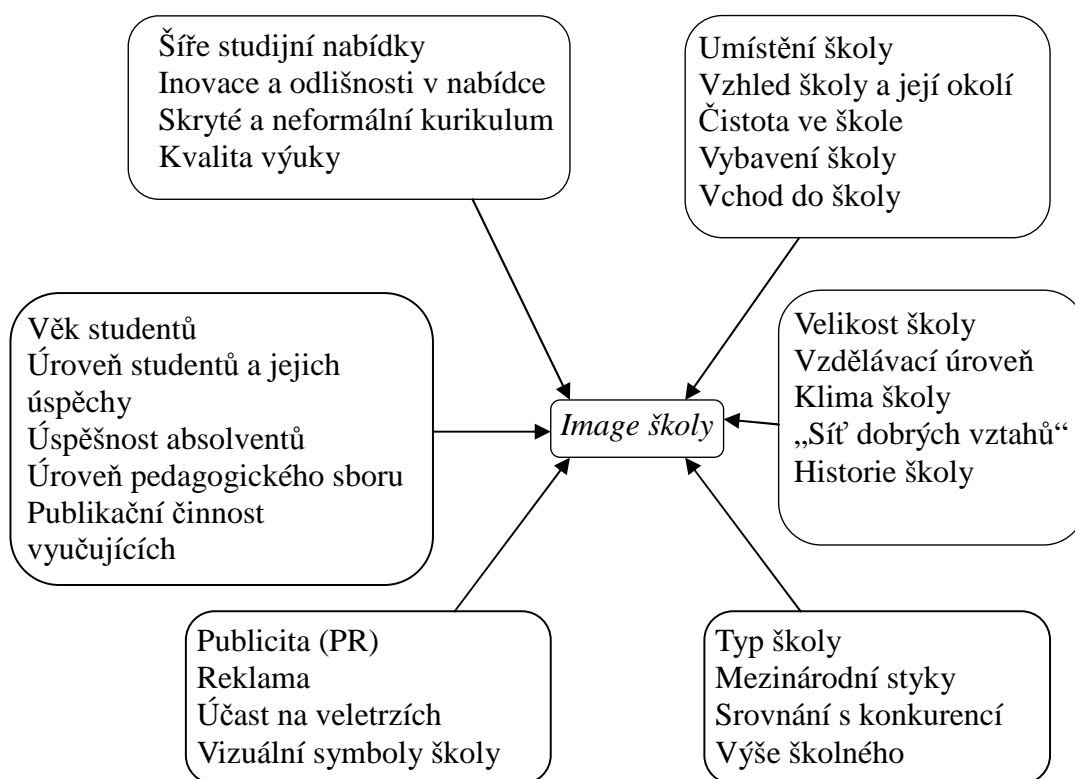 Šíře studijní nabídky
Inovace a odlišnosti v nabídce
Skryté a neformální kurikulum
Kvalita výuky
Umístění školy
Vzhled školy a její okolí
Čistota ve škole
Vybavení školy
Vchod do školy
Věk studentů
Úroveň studentů a jejich
úspěchy
Úspěšnost absolventů
Úroveň pedagogického sboru
Publikační činnost
vyučujících
Image školy
Velikost školy
Vzdělávací úroveň
Klima školy
„Síť dobrých vztahů“
Historie školy
Publicita (PR)
Reklama
Účast na veletrzích
Vizuální symboly školy
Typ školy
Mezinárodní styky
Srovnání s konkurencí
Výše školného